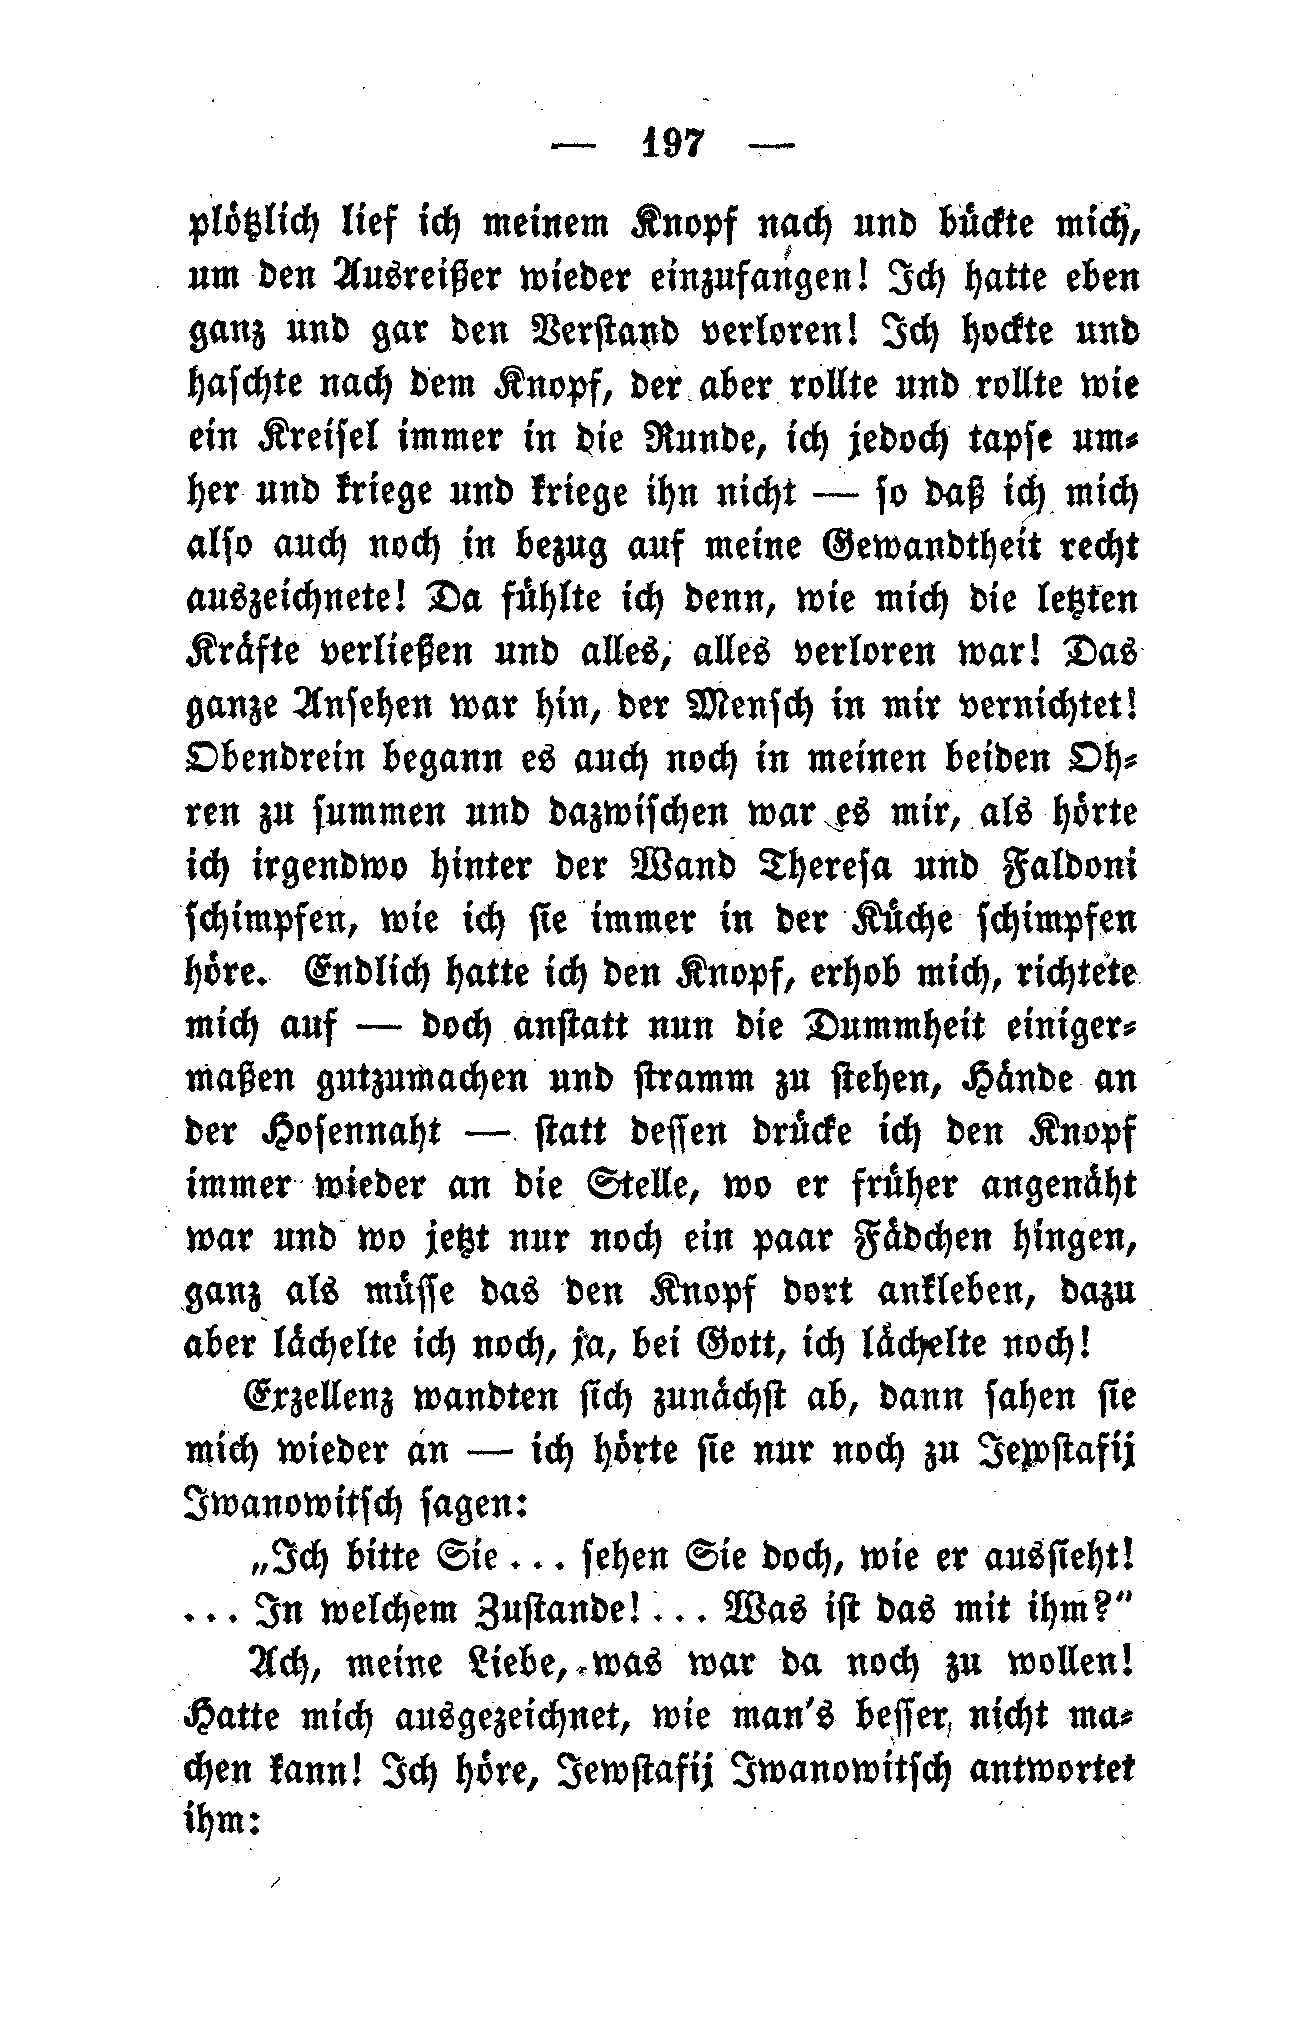 — 197 —
plötzlich lief ich meinem Knopf nach und bückte mich,
um den Ausreißer wieder einzufangen! Ich hatte eben
ganz und gar den Verstand verloren! Ich hockte und
haschte nach dem Knopf, der aber rollte und rollte wie
ein Kreisel immer in die Runde, ich jedoch tapse um-
her und kriege und kriege ihn nicht — so daß ich mich
also auch noch in bezug auf meine Gewandtheit recht
auszeichnete! Da fühlte ich denn, wie mich die letzten
Kräfte verließen und alles, alles verloren war! Das
ganze Ansehen war hin, der Mensch in mir vernichtet!
Obendrein begann es auch noch in meinen beiden Oh-
ren zu summen und dazwischen war es mir, als hörte
ich irgendwo hinter der Wand Theresa und Faldoni
schimpfen, wie ich sie immer in der Küche schimpfen
höre. Endlich hatte ich den Knopf, erhob mich, richtete
mich auf — doch anstatt nun die Dummheit einiger-
maßen gutzumachen und stramm zu stehen, Hände an
der Hosennaht — statt dessen drücke ich den Knopf
immer wieder an die Stelle, wo er früher angenäht
war und wo jetzt nur noch ein paar Fädchen hingen,
ganz als müsse das den Knopf dort ankleben, dazu
aber lächelte ich noch, ja, bei Gott, ich lächelte noch!
Exzellenz wandten sich zunächst ab, dann sahen sie
mich wieder an — ich hörte sie nur noch zu Jewstafij
Iwanowitsch sagen:
„Ich bitte Sie... sehen Sie doch, wie er aussieht!
... In welchem Zustande!... Was ist das mit ihm?“
Ach, meine Liebe, was war da noch zu wollen!
Hatte mich ausgezeichnet, wie man's besser nicht ma-
chen kann! Ich höre, Jewstafij Iwanowitsch antwortet
ihm: